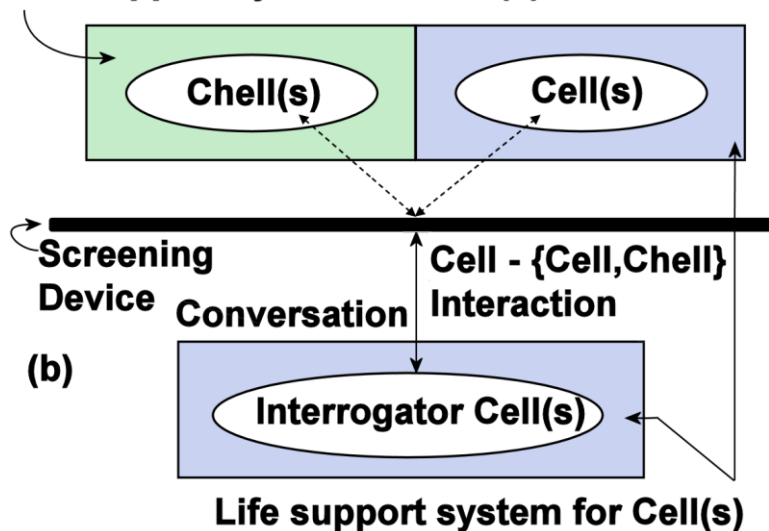 Chell(s)
Cell(s)
Screening
Device
Cell - {Cell,Chell}
Interaction
Conversation
(b)
Interrogator Cell(s)
Life support system for Cell(s)